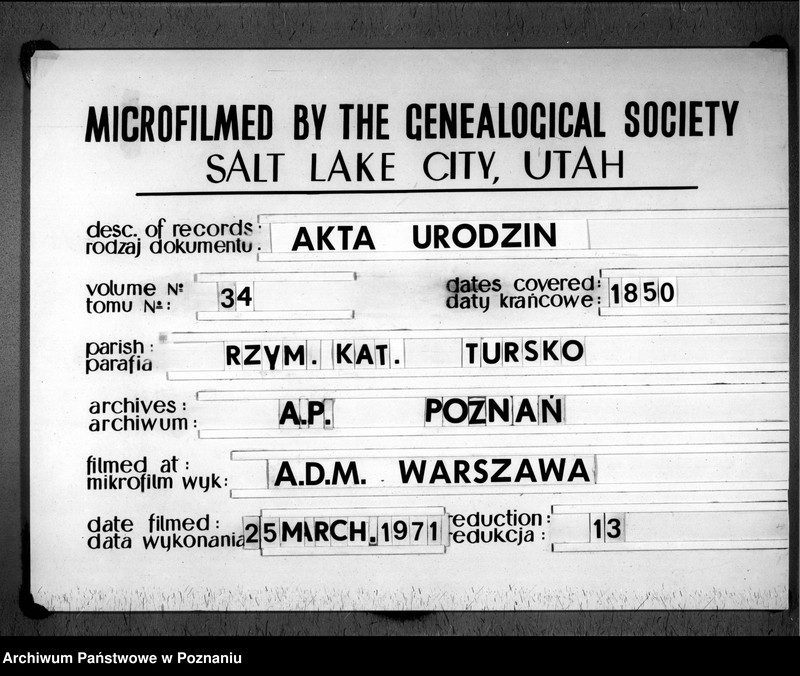 MICROFILMED BY THE GENEALOGICAL SOCIETY
SALT LAKE CITY, UTAH
desc. of records: AKTA URODZIN
rodzaj dokumentu:
volume Nº 34 dates covered: 1850
tomu Nº: daty krańcowe:
parish: RZYM. KAT. TURSKO
parafia
archives: A.P. POZNAŃ
archiwum:
filmed at: A.D.M. WARSZAWA
mikrofilm wyk:
date filmed: 25 MARCH. 1971 eduction: 13
data wykonania edukcja:
Archiwum Państwowe w Poznaniu